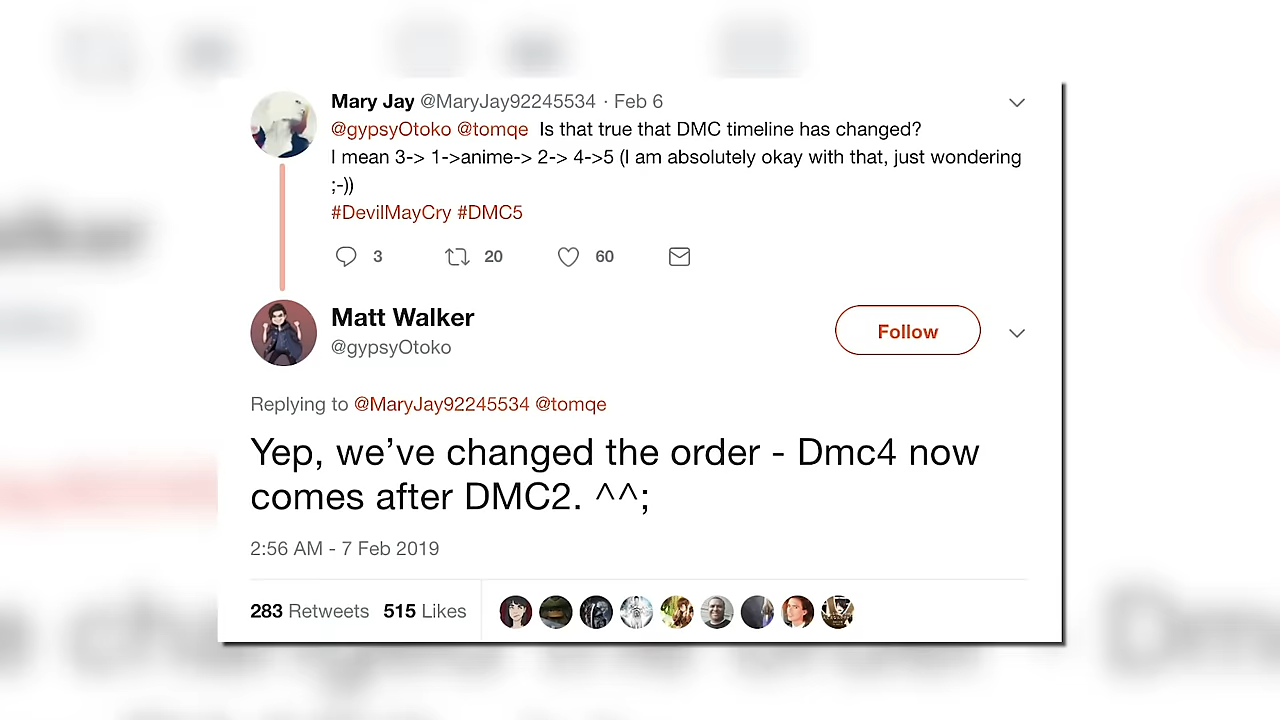 Mary Jay @MaryJay92245534 · Feb 6
@gypsyOtoko @tomqe Is that true that DMC timeline has changed?
I mean 3-> 1->anime-> 2-> 4->5 (I am absolutely okay with that, just wondering
;-))
#DevilMayCry #DMC5
3 20 60
Matt Walker
@gypsyOtoko
Follow
Replying to @MaryJay92245534 @tomqe
Yep, we’ve changed the order - Dmc4 now
comes after DMC2. ^^;
2:56 AM - 7 Feb 2019
283 Retweets 515 Likes